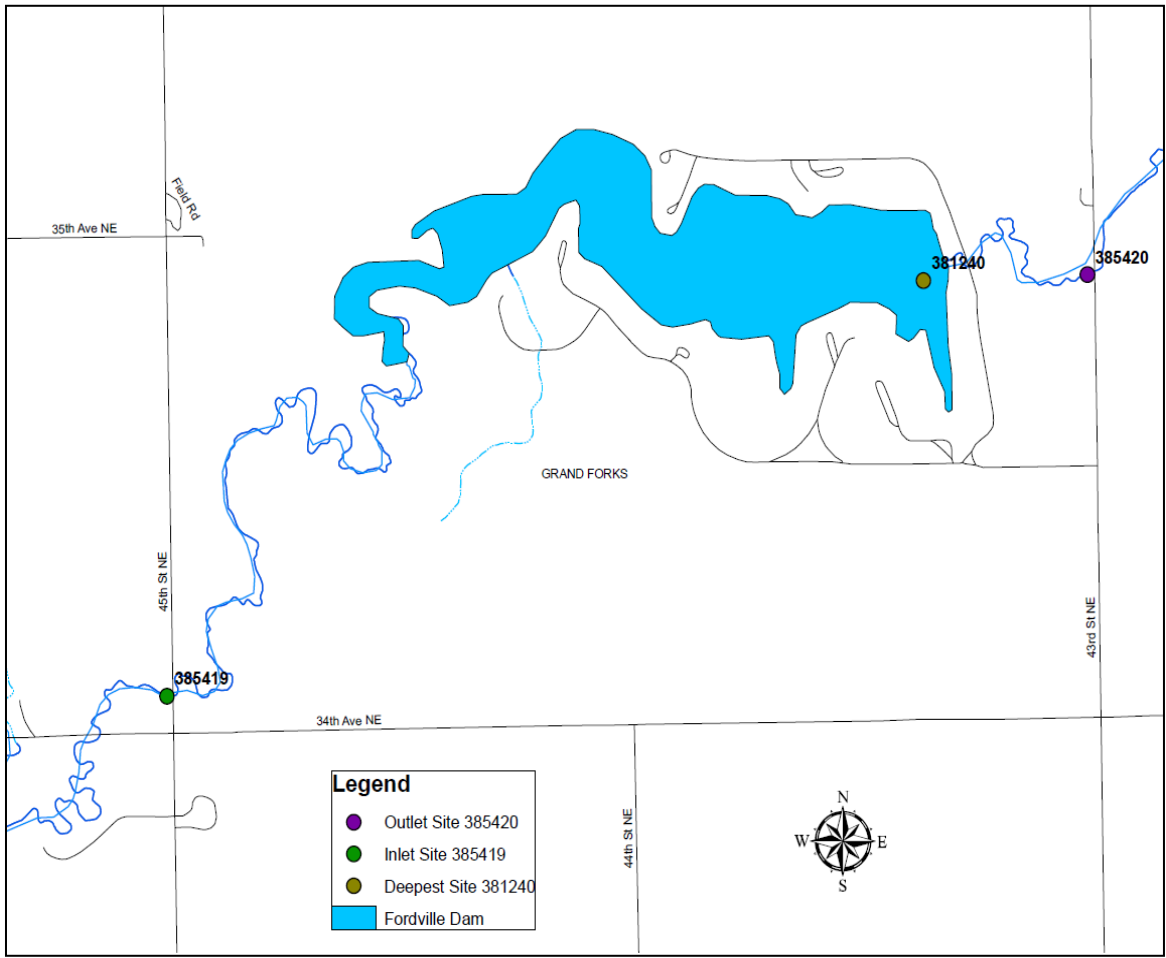 Field Rd
35th Ave NE
381240
385420
GRAND FORKS
45th St NE
43rd St NE
385419
34th Ave NE
44th St NE
Legend
Outlet Site 385420
Inlet Site 385419
Deepest Site 381240
Fordville Dam
N
W
E
S